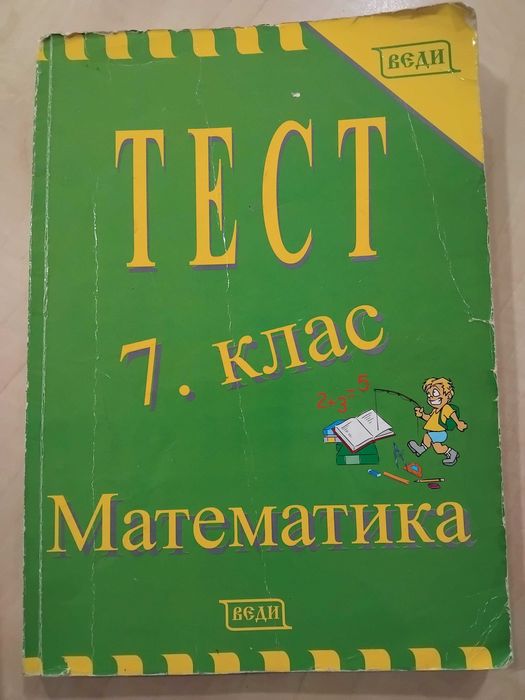 ВЕДИ
ТЕСТ
7. клас
2+3=5
Математика
ВЕДИ